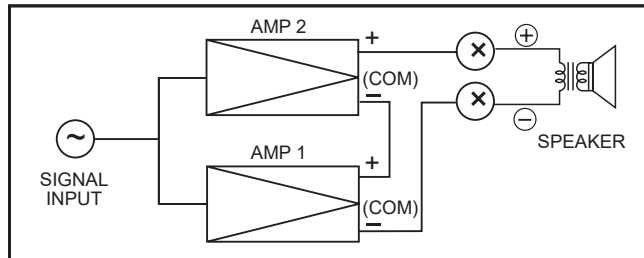 AMP 2
+
(COM)
−
AMP 1
+
(COM)
−
~
SIGNAL
INPUT
×
×
+
−
SPEAKER